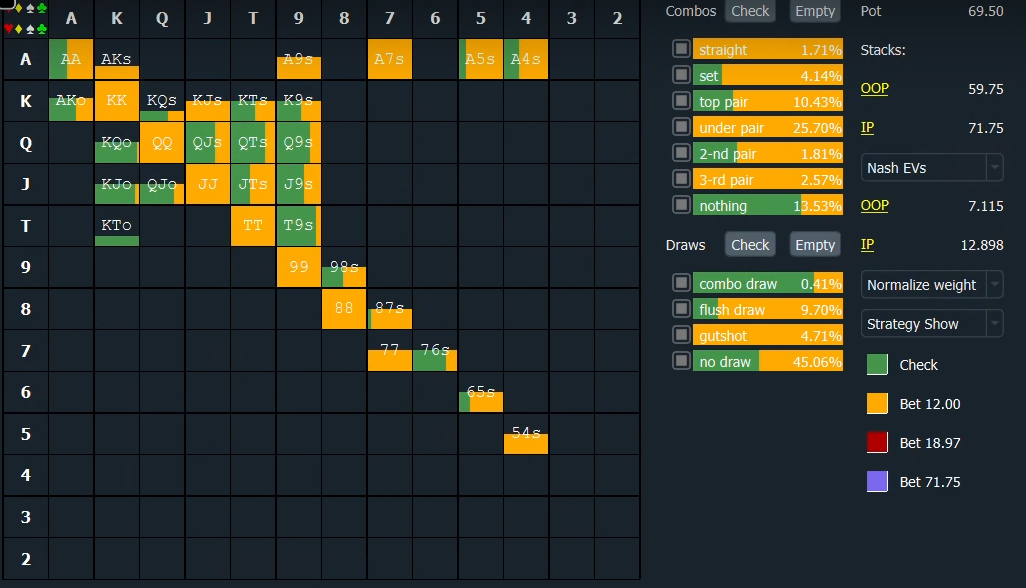 ♦ ♠ ♣ A K Q J T 9 8 7 6 5 4 3 2
♥ ♦ ♠ ♣
A AA AKs A9s A7s A5s A4s
K AKo KK KQs KJs KTs K9s
Q KQo QQ QJs QTs Q9s
J KJo QJo JJ JTs J9s
T KTo TT T9s
9 99 98s
8 88 87s
7 77 76s
6 65s
5 54s
4
3
2
Combos Check Empty
straight 1.71%
set 4.14%
top pair 10.43%
under pair 25.70%
2-nd pair 1.81%
3-rd pair 2.57%
nothing 13.53%
Draws Check Empty
combo draw 0.41%
flush draw 9.70%
gutshot 4.71%
no draw 45.06%
Pot 69.50
Stacks:
OOP 59.75
IP 71.75
Nash EVs
OOP 7.115
IP 12.898
Normalize weight
Strategy Show
Check
Bet 12.00
Bet 18.97
Bet 71.75